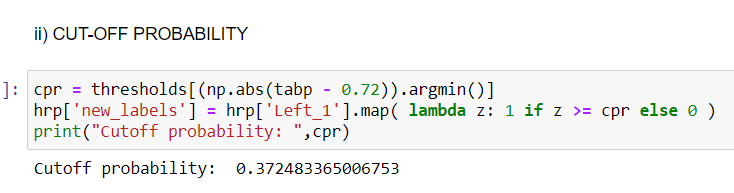 ii) CUT-OFF PROBABILITY
]: cpr = thresholds[(np.abs(tabp - 0.72)).argmin()]
hrp['new_labels'] = hrp['Left_1'].map( lambda z: 1 if z >= cpr else 0 )
print("Cutoff probability: ",cpr)
Cutoff probability:  0.372483365006753